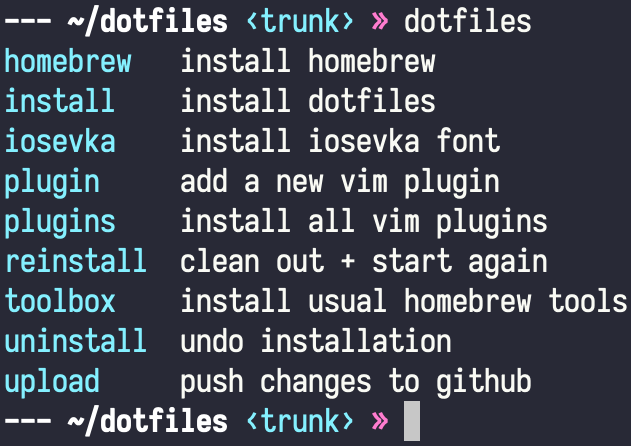 --- ~/dotfiles <trunk> » dotfiles
homebrew   install homebrew
install    install dotfiles
iosevka    install iosevka font
plugin     add a new vim plugin
plugins    install all vim plugins
reinstall  clean out + start again
toolbox    install usual homebrew tools
uninstall  undo installation
upload     push changes to github
--- ~/dotfiles <trunk> »